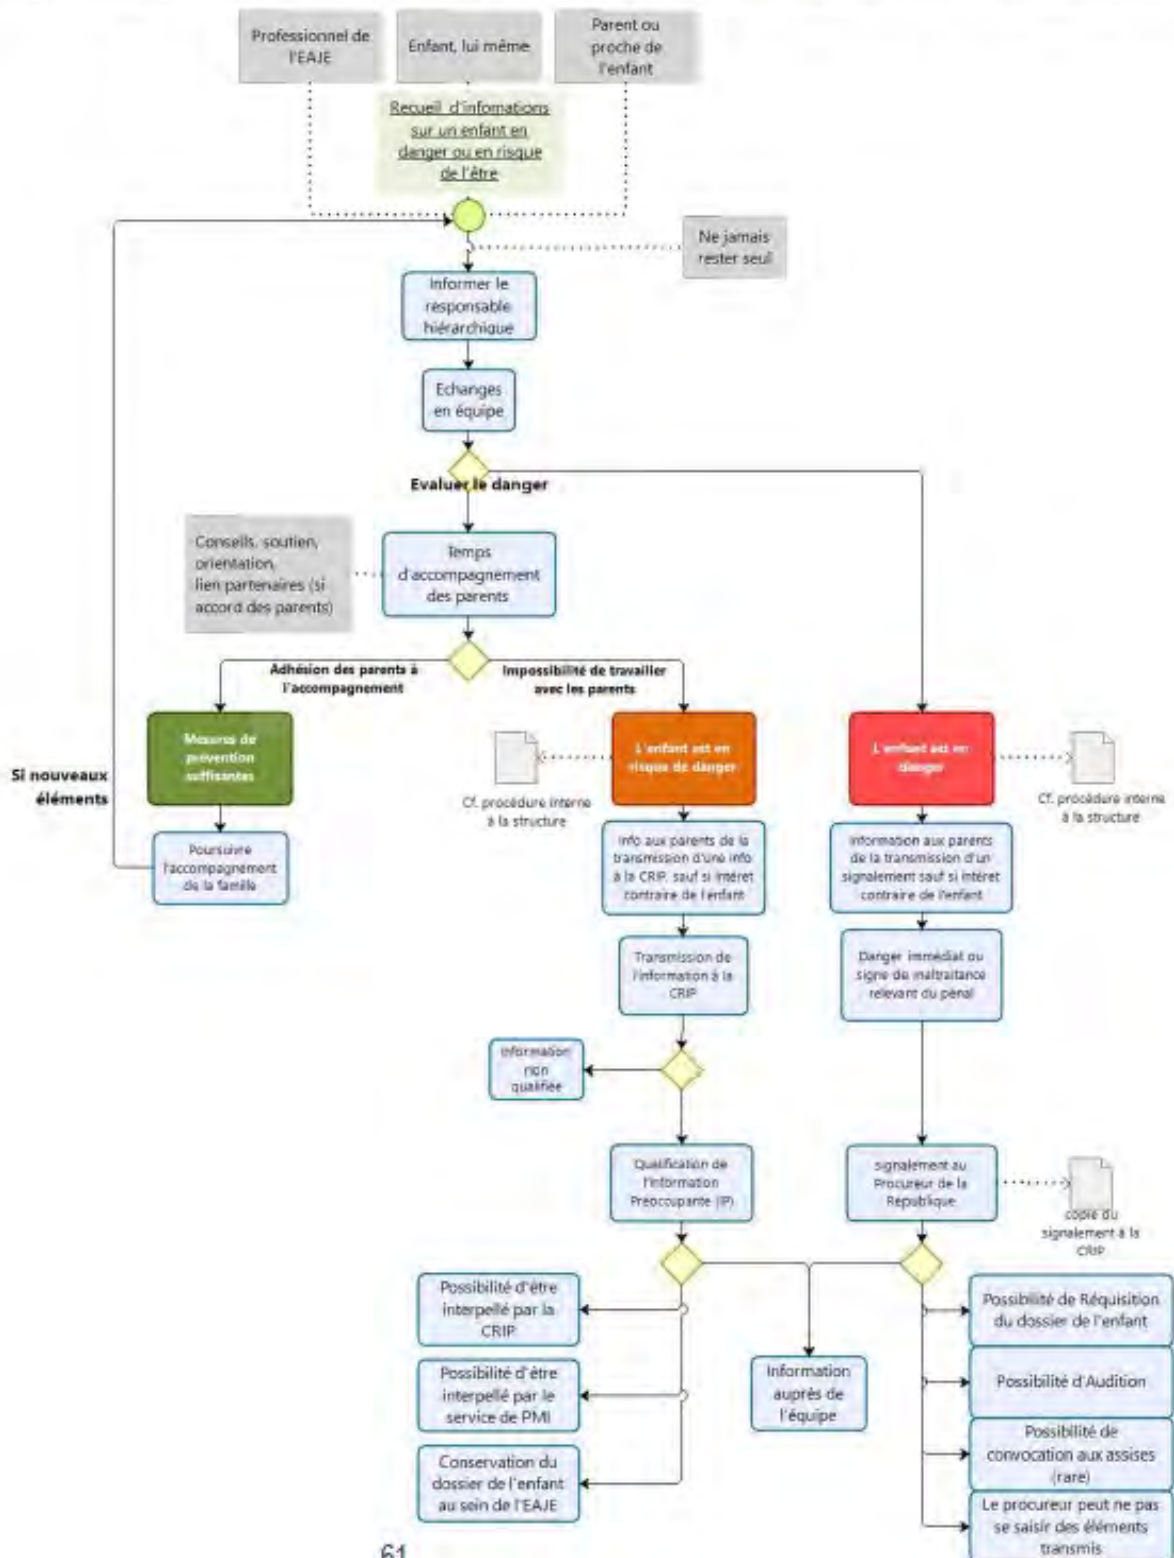 Professionnel de
l'EAJE
Enfant, lui même
Parent ou
proche de
l'enfant
Recueil d'infomations
sur un enfant en
danger ou en risque
de l'être
Ne jamais
rester seul
Informer le
responsable
hiérarchique
Echanges
en équipe
Evaluer le danger
Conseils, soutien,
orientation,
lien partenaires (si
accord des parents)
Temps
d'accompagnement
des parents
Adhésion des parents à
l'accompagnement
Impossibilité de travailler
avec les parents
Mesures de
prévention
suffisantes
L'enfant est en
risque de danger
L'enfant est en
danger
Si nouveaux
éléments
Cf. procédure interne
à la structure
Cf. procédure interne
à la structure
Poursuivre
l'accompagnement
de la famille
Info aux parents de la
transmission d'une info
à la CRIP, sauf si intéret
contraire de l'enfant
Information aux parents
de la transmission d'un
signalement sauf si intéret
contraire de l'enfant
Transmission de
l'information à la
CRIP
Danger immédiat ou
signe de maltraitance
relevant du pénal
Information
non
qualifiée
Qualification de
l'Information
Préoccupante (IP)
signalement au
Procureur de la
République
copie du
signalement à la
CRIP
Possibilité d'être
interpellé par la
CRIP
Possibilité d'être
interpellé par le
service de PMI
Conservation du
dossier de l'enfant
au sein de l'EAJE
Information
auprès de
l'équipe
Possibilité de Réquisition
du dossier de l'enfant
Possibilité d'Audition
Possibilité de
convocation aux assises
(rare)
Le procureur peut ne pas
se saisir des éléments
transmis
61